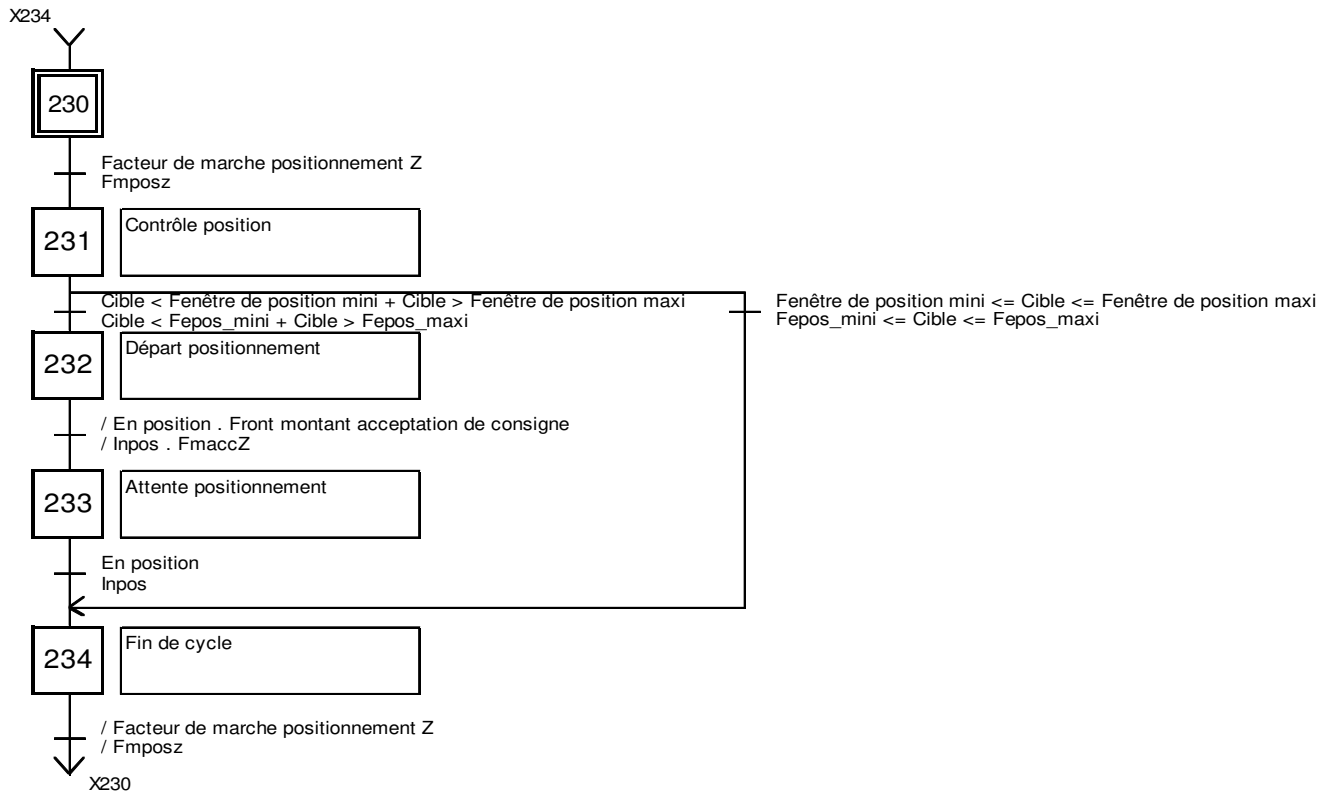 X234
230
Facteur de marche positionnement Z
Fmposz
231
Contrôle position
Cible < Fenêtre de position mini + Cible > Fenêtre de position maxi
Cible < Fepos_mini + Cible > Fepos_maxi
Fenêtre de position mini <= Cible <= Fenêtre de position maxi
Fepos_mini <= Cible <= Fepos_maxi
232
Départ positionnement
/ En position . Front montant acceptation de consigne
/ Inpos . FmaccZ
233
Attente positionnement
En position
Inpos
234
Fin de cycle
/ Facteur de marche positionnement Z
/ Fmposz
X230